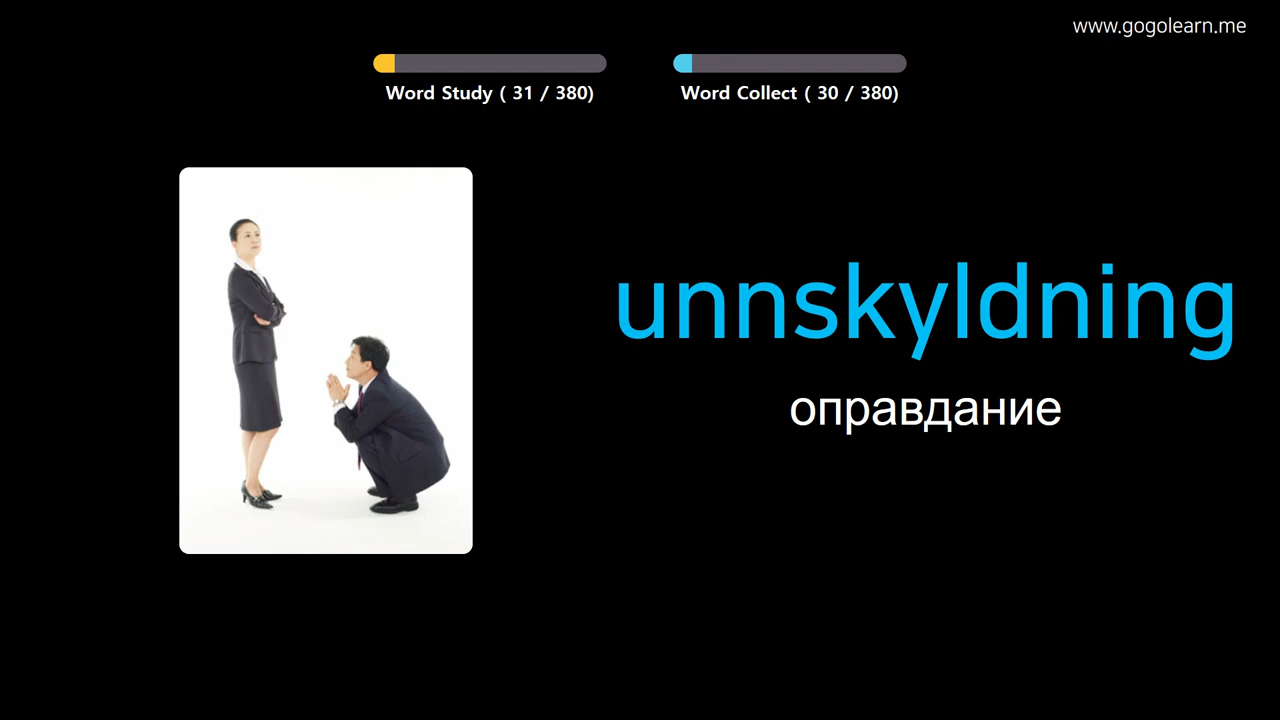 www.gogolearn.me
Word Study ( 31 / 380)
Word Collect ( 30 / 380)
unnskyldning
оправдание